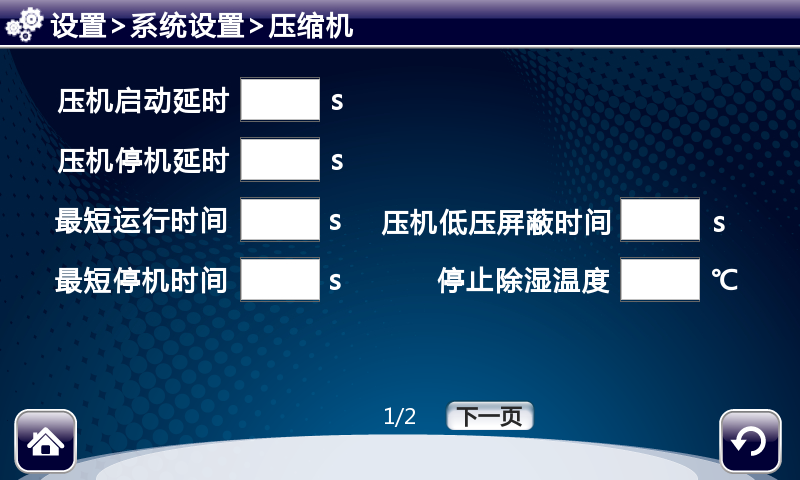 设置>系统设置>压缩机
压机启动延时 s
压机停机延时 s
最短运行时间 s 压机低压屏蔽时间 s
最短停机时间 s 停止除湿温度 ℃
1/2 下一页